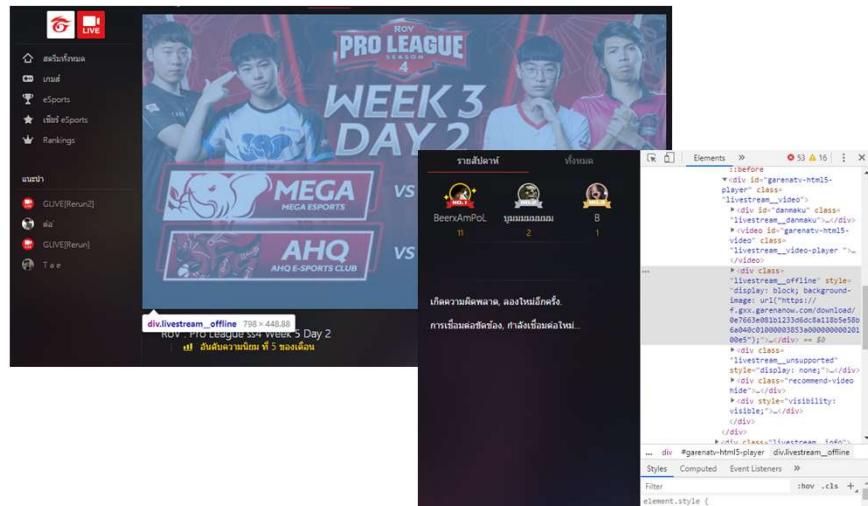 LIVE
สตรีมทั้งหมด
เกมส์
eSports
เชียร์ eSports
Rankings
แนะนำ
GLIVE[Rerun2]
ต่อ'
GLIVE[Rerun]
T a e
ROV
PRO LEAGUE
SEASON
4
WEEK 3
DAY 2
MEGA
MEGA ESPORTS
VS
AHQ
AHQ E-SPORTS CLUB
VS
div.livestream__offline 798 × 448.88
ROV : Pro League ss4 Week 5 Day 2
อันดับความนิยม ที่ 5 ของเดือน
รายสัปดาห์ ทั้งหมด
NO.1 NO.2 NO.3
BeerxAmPoL บุมมมมมมมม B
11 2 1
เกิดความผิดพลาด, ลองใหม่อีกครั้ง.
การเชื่อมต่อขัดข้อง, กำลังเชื่อมต่อใหม่...
Elements » 53 16
::before
▼<div id="garenatv-html5-
player" class=
"livestream__video">
▶<div id="danmaku" class=
"livestream__danmaku">…</div>
▶<video id="garenatv-html5-
video" class=
"livestream__video-player ">…
</video>
▶<div class=
"livestream__offline" style=
"display: block; background-
image: url("https://
f.gxx.garenanow.com/download/
0e7663e081b1233d6dc8a118b5e58b
6a040c01000003853a000000000201
00e5");">…</div> == $0
▶<div class=
"livestream__unsupported"
style="display: none;">…</div>
▶<div class="recommend-video
hide">…</div>
▶<div style="visibility:
visible;">…</div>
</div>
</div>
▶<div class="livestream__info">
... div #garenatv-html5-player div.livestream__offline
Styles Computed Event Listeners »
Filter :hov .cls +
element.style {